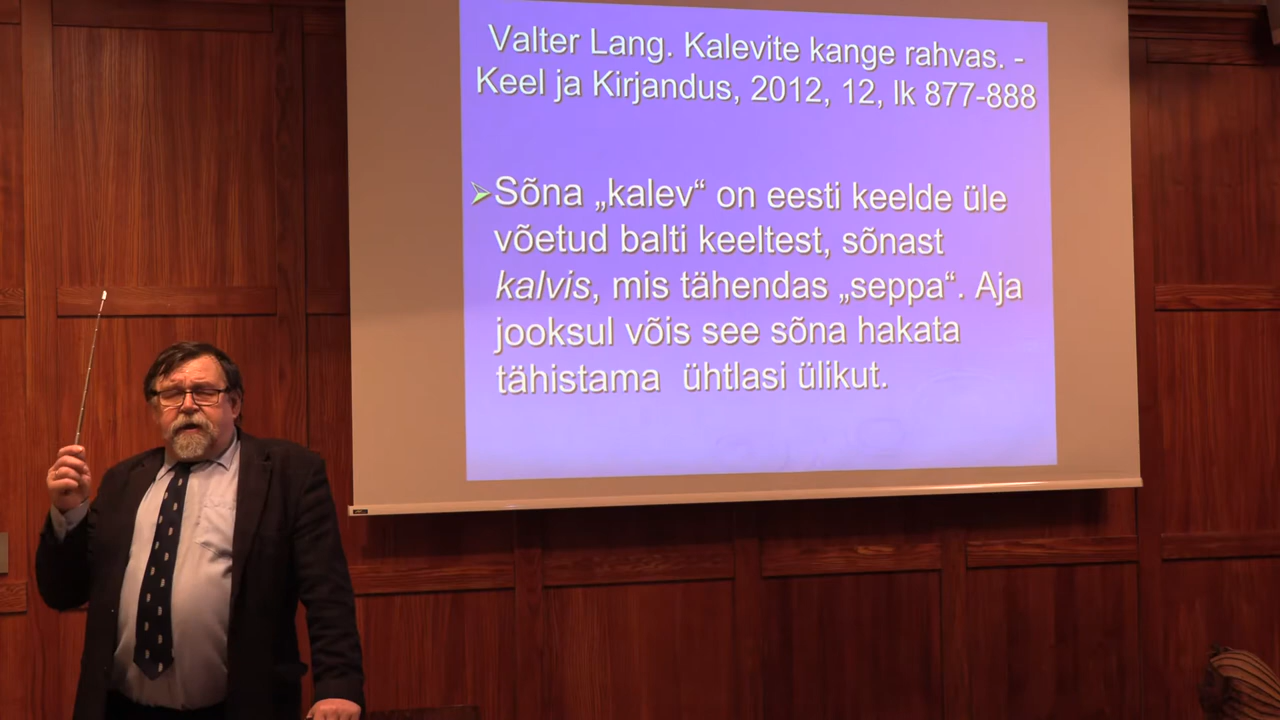 Valter Lang. Kalevite kange rahvas. -
Keel ja Kirjandus, 2012, 12, lk 877-888
Sõna „kalev“ on eesti keelde üle
võetud balti keeltest, sõnast
kalvis, mis tähendas „seppa“. Aja
jooksul võis see sõna hakata
tähistama ühtlasi ülikut.